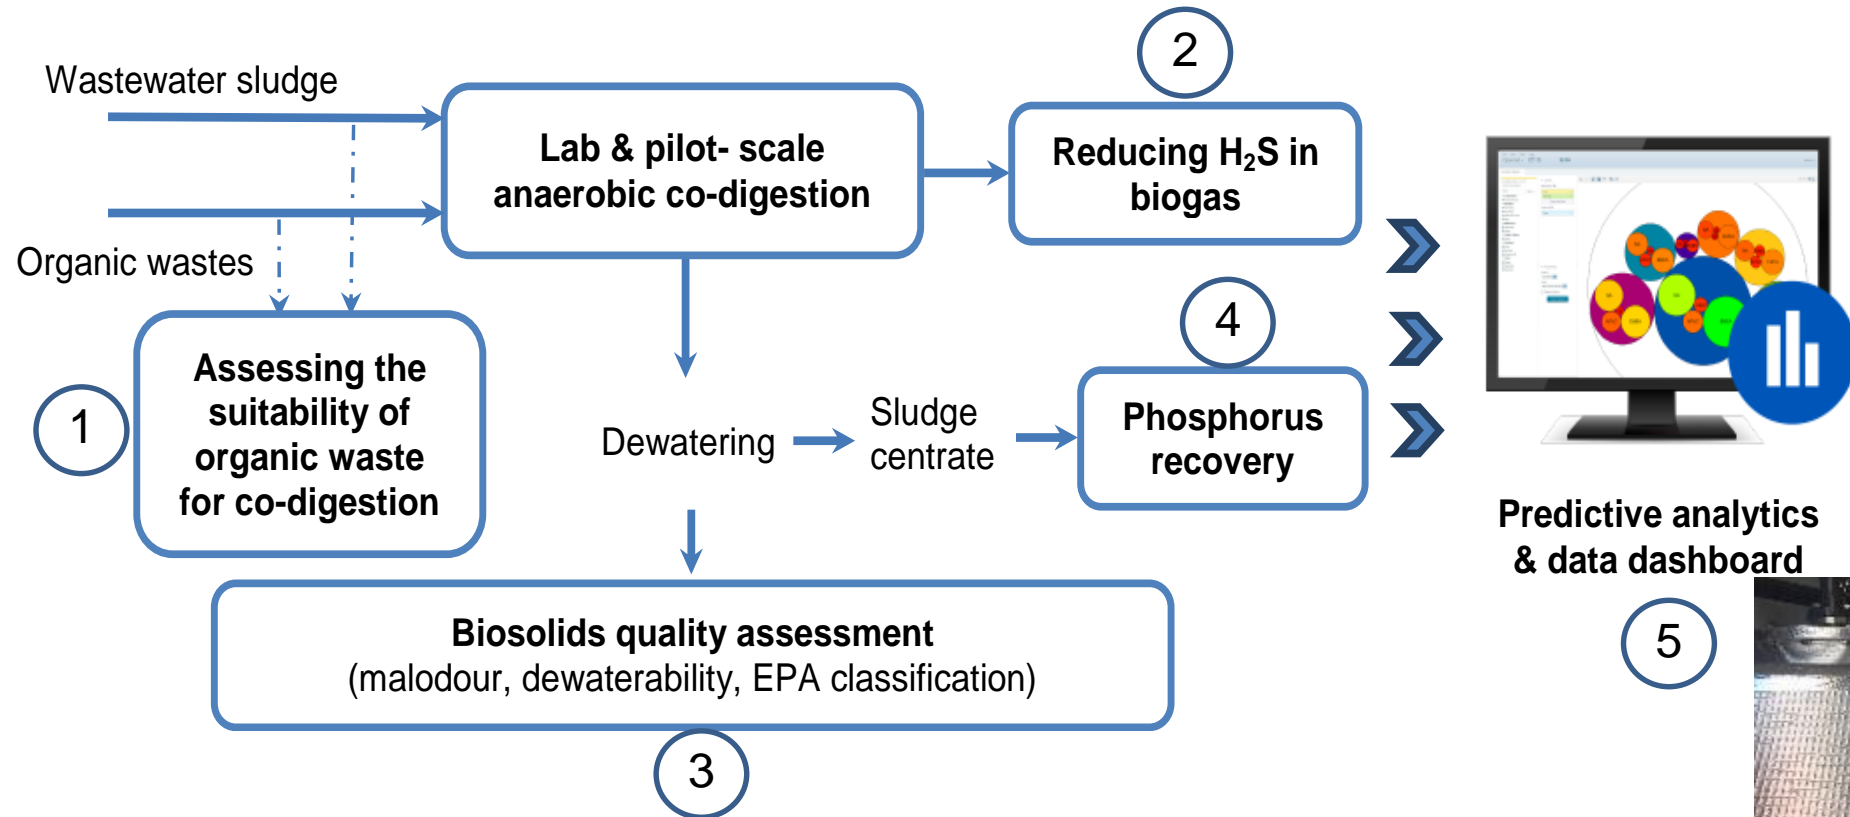 2
Wastewater sludge
Lab & pilot- scale
anaerobic co-digestion
Reducing H₂S in
biogas
Organic wastes
4
1
Assessing the
suitability of
organic waste
for co-digestion
Dewatering
Sludge
centrate
Phosphorus
recovery
Predictive analytics
& data dashboard
5
Biosolids quality assessment
(malodour, dewaterability, EPA classification)
3